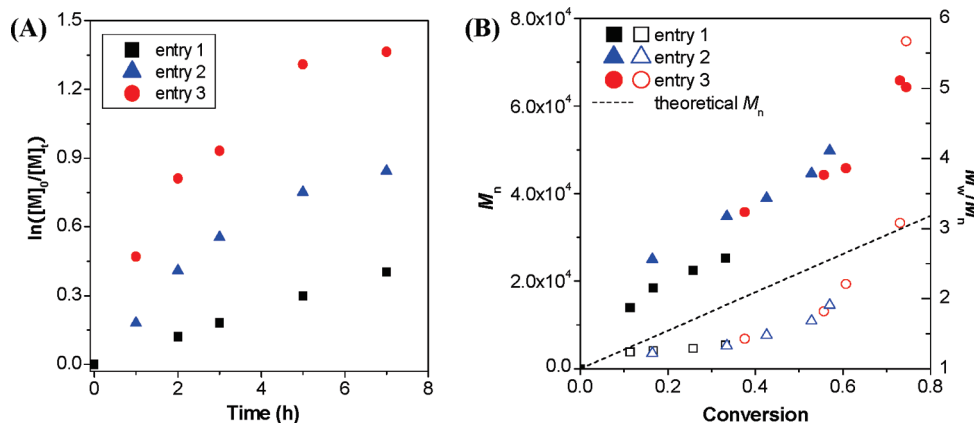 (A)
1.5
1.2
0.9
0.6
0.3
0.0
ln([M]0/[M]t)
entry 1
entry 2
entry 3
0 2 4 6 8
Time (h)
(B)
8.0x10^4
6.0x10^4
4.0x10^4
2.0x10^4
0.0
Mn
entry 1
entry 2
entry 3
theoretical Mn
6
5
4
3
2
1
Mw/Mn
0.0 0.2 0.4 0.6 0.8
Conversion